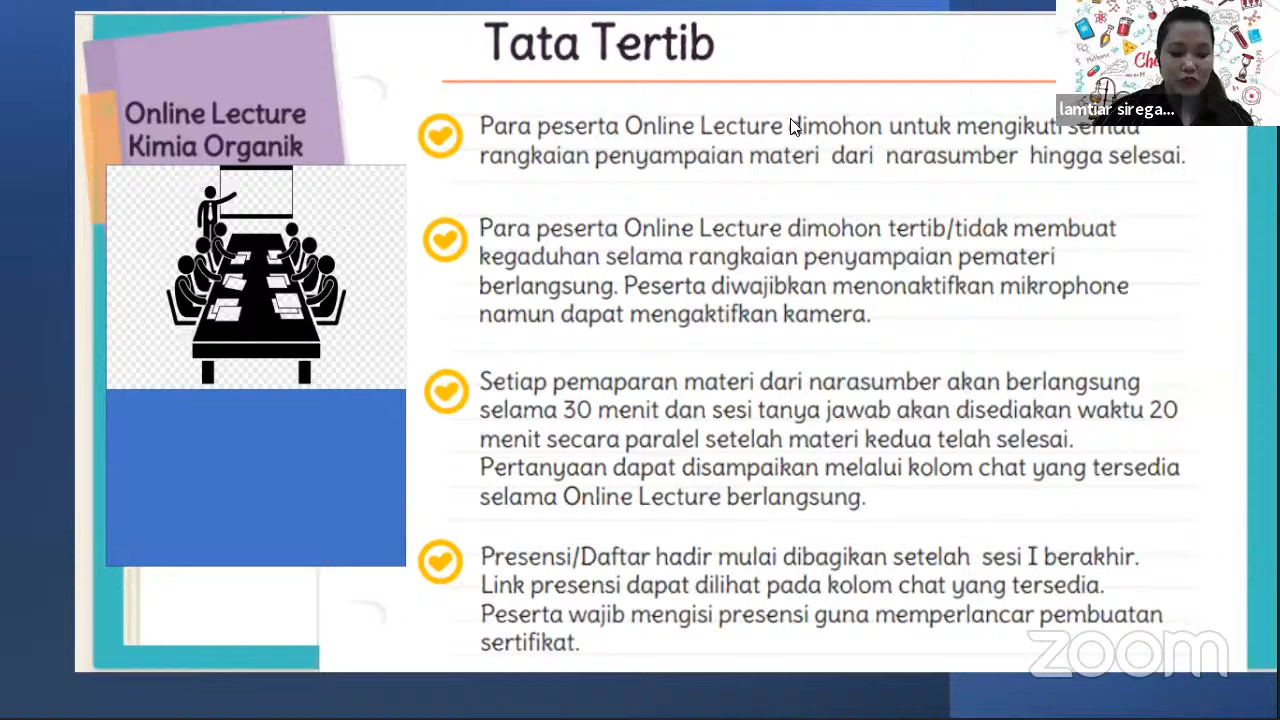 Tata Tertib
Online Lecture
Kimia Organik
Para peserta Online Lecture dimohon untuk mengikuti semua
rangkaian penyampaian materi dari narasumber hingga selesai.
Para peserta Online Lecture dimohon tertib/tidak membuat
kegaduhan selama rangkaian penyampaian pemateri
berlangsung. Peserta diwajibkan menonaktifkan mikrophone
namun dapat mengaktifkan kamera.
Setiap pemaparan materi dari narasumber akan berlangsung
selama 30 menit dan sesi tanya jawab akan disediakan waktu 20
menit secara paralel setelah materi kedua telah selesai.
Pertanyaan dapat disampaikan melalui kolom chat yang tersedia
selama Online Lecture berlangsung.
Presensi/Daftar hadir mulai dibagikan setelah sesi I berakhir.
Link presensi dapat dilihat pada kolom chat yang tersedia.
Peserta wajib mengisi presensi guna memperlancar pembuatan
sertifikat.
lamtiar sirega...
zoom